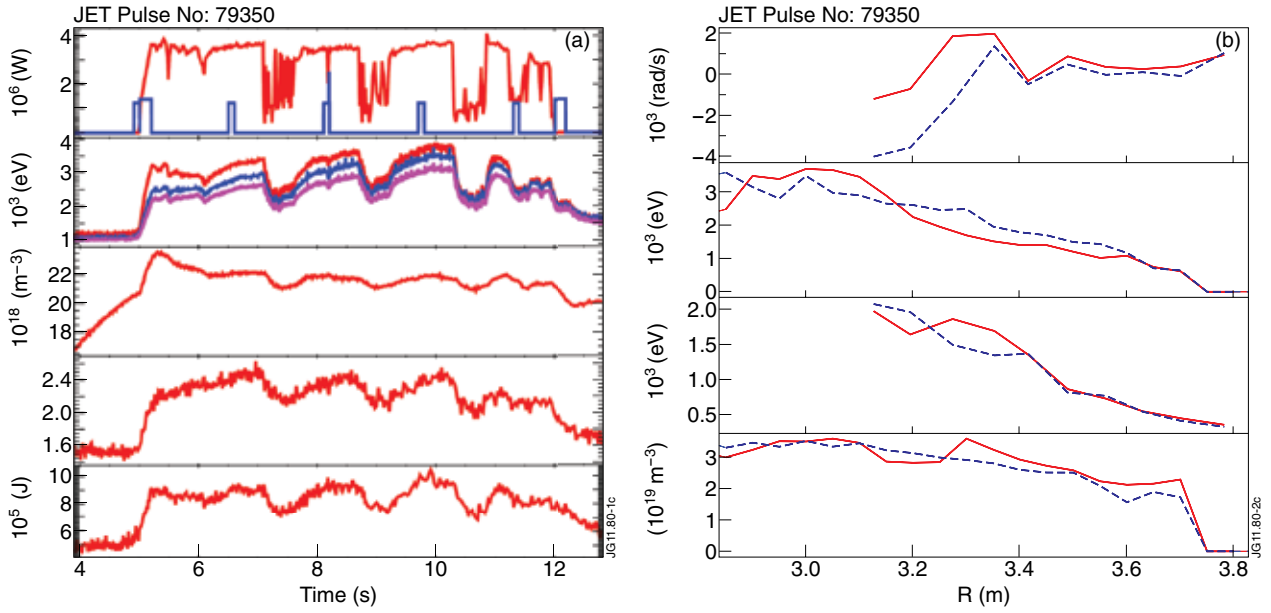 JET Pulse No: 79350
(a)
10⁶ (W)
4
2
10³ (eV)
4
3
2
1
10¹⁸ (m⁻³)
22
20
18
2.4
2.0
1.6
10⁵ (J)
10
8
6
4
6
8
10
12
Time (s)
JG11.80-1c
JET Pulse No: 79350
(b)
10³ (rad/s)
2
0
−2
−4
10³ (eV)
3
2
1
0
10³ (eV)
2.0
1.5
1.0
0.5
(10¹⁹ m⁻³)
3
2
1
0
3.0
3.2
3.4
3.6
3.8
R (m)
JG11.80-2c